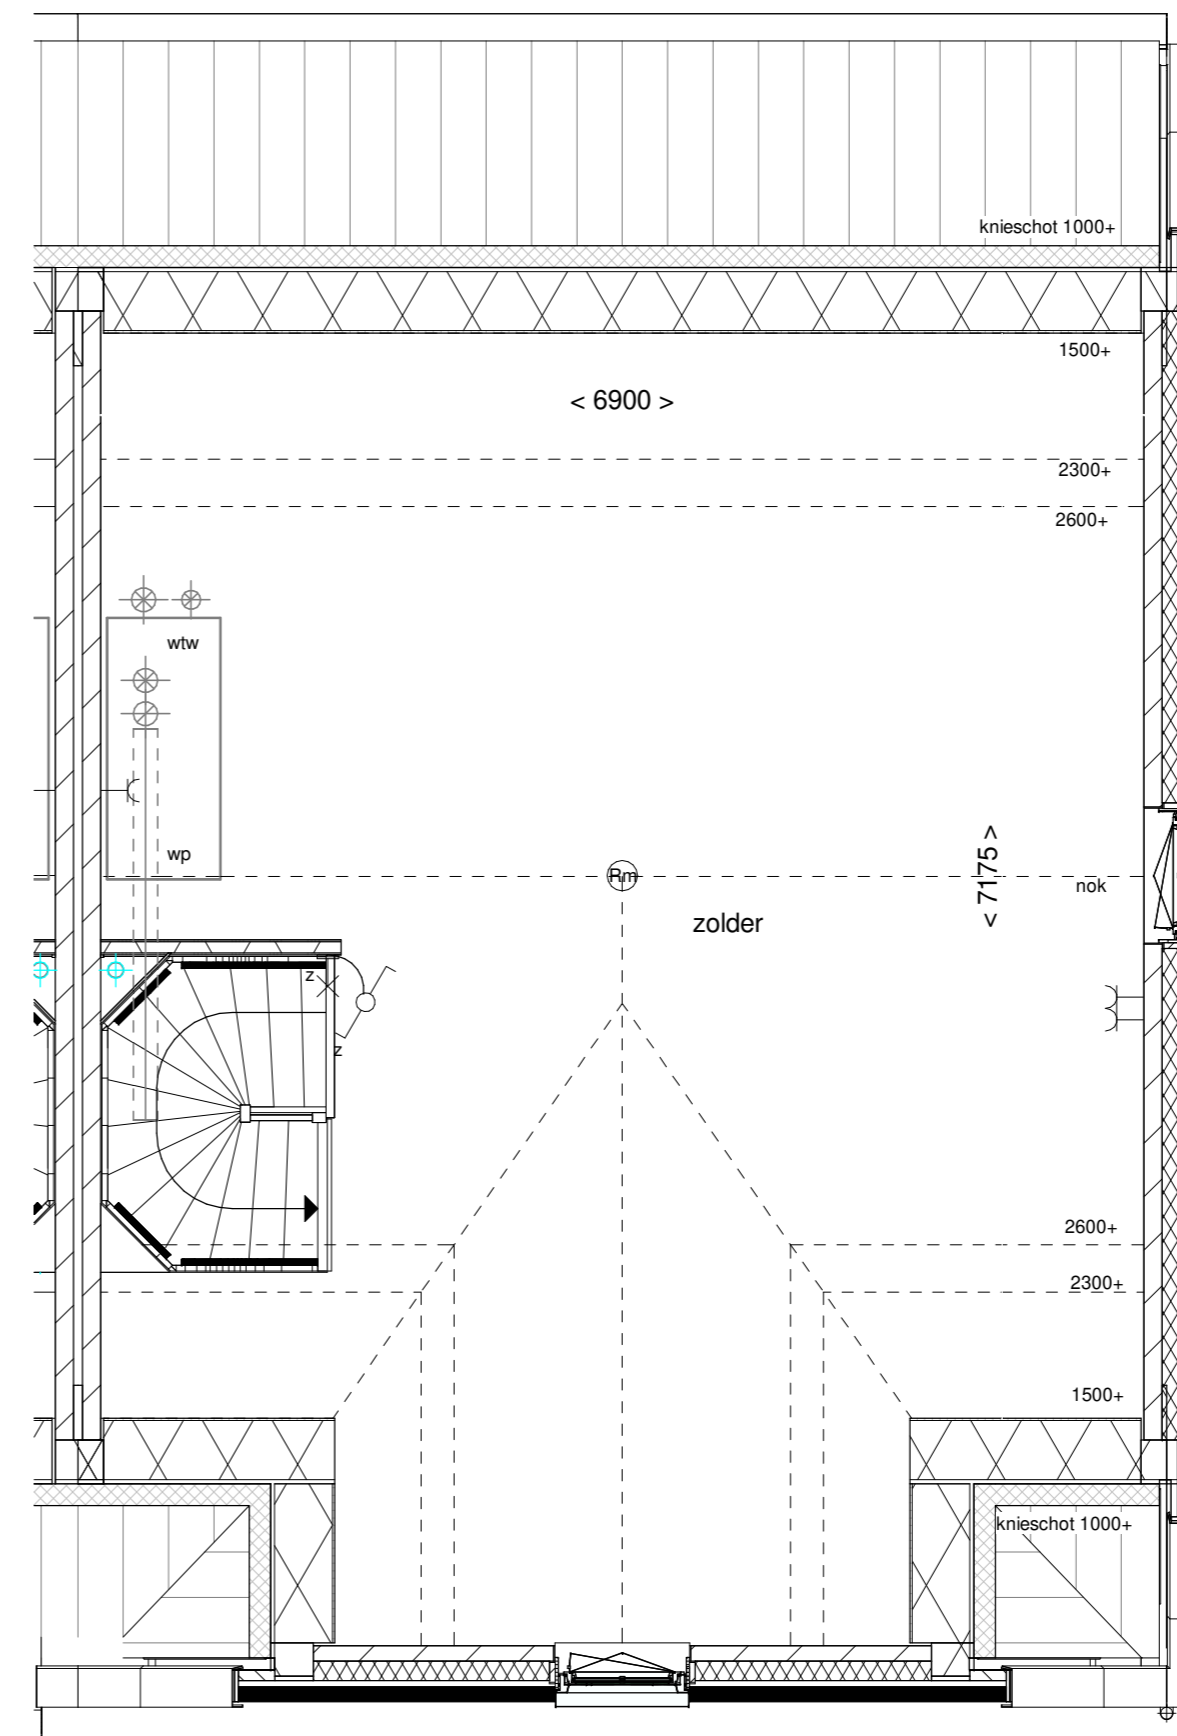 knieschot 1000+
1500+
< 6900 >
2300+
2600+
wtw
wp
< 7175 >
Rm
nok
zolder
z
z
2600+
2300+
1500+
knieschot 1000+